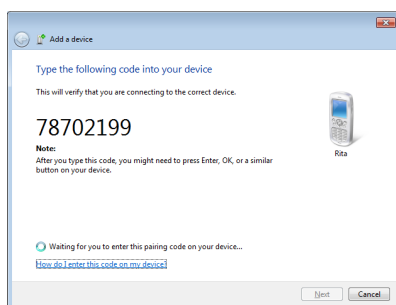 Add a device
Type the following code into your device
This will verify that you are connecting to the correct device.
78702199
Note:
After you type this code, you might need to press Enter, OK, or a similar
button on your device.
Rita
Waiting for you to enter this pairing code on your device...
How do I enter this code on my device?
Next Cancel